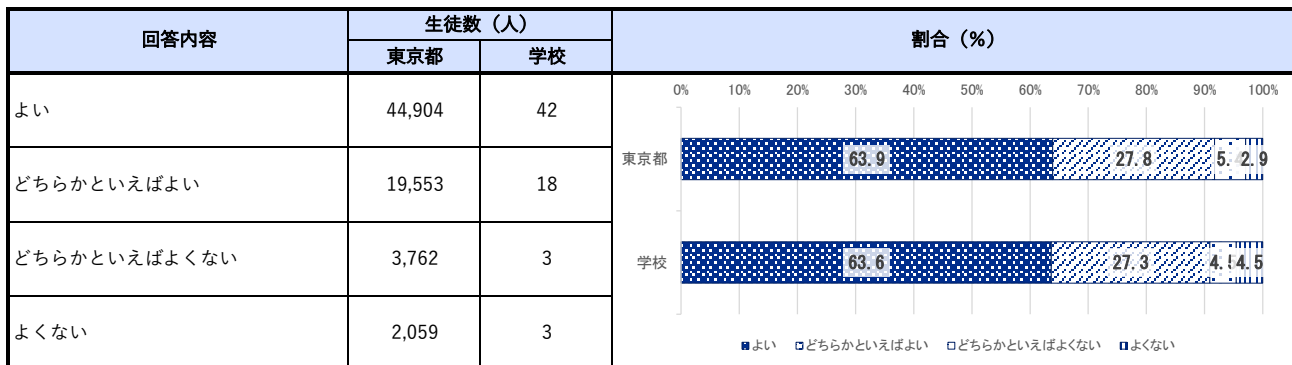 回答内容 生徒数（人） 割合（%）
東京都 学校
0% 10% 20% 30% 40% 50% 60% 70% 80% 90% 100%
よい 44,904 42
東京都 63.9 27.8 5.4 2.9
どちらかといえばよい 19,553 18
どちらかといえばよくない 3,762 3
学校 63.6 27.3 4.5 4.5
よくない 2,059 3
よい どちらかといえばよい どちらかといえばよくない よくない